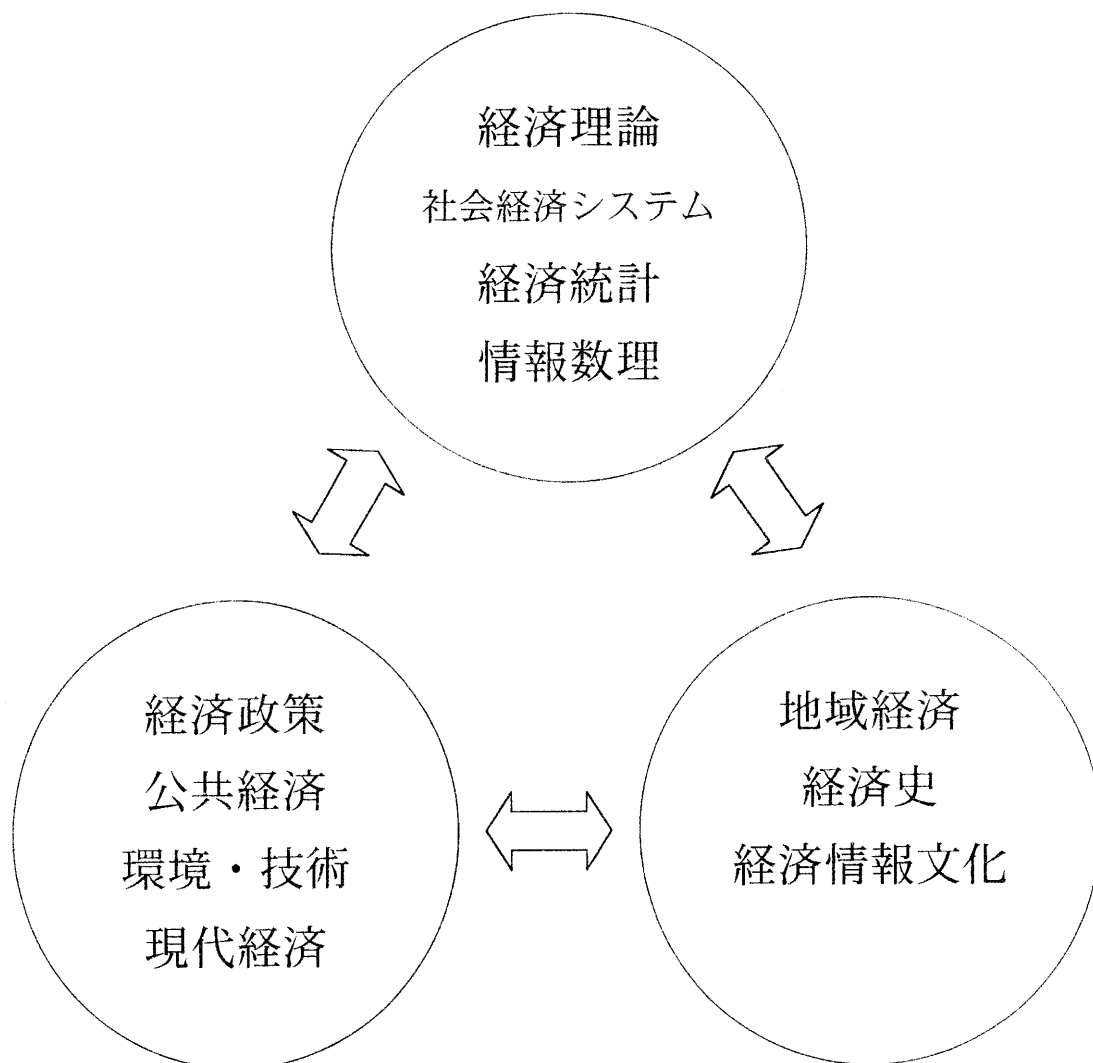 経済理論
社会経済システム
経済統計
情報数理
経済政策
公共経済
環境・技術
現代経済
地域経済
経済史
経済情報文化